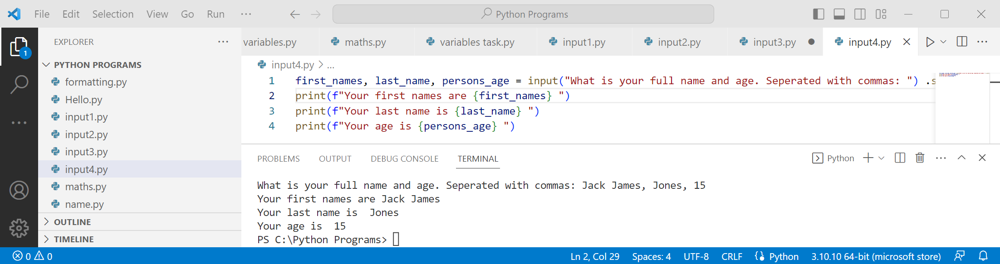 File Edit Selection View Go Run ··· Python Programs
EXPLORER ···
1
PYTHON PROGRAMS
formatting.py
Hello.py
input1.py
input2.py
input3.py
input4.py
maths.py
name.py
OUTLINE
TIMELINE
variables.py maths.py variables task.py input1.py input2.py input3.py input4.py
input4.py > ...
1 first_names, last_name, persons_age = input("What is your full name and age. Seperated with commas: ") .s
2 print(f"Your first names are {first_names} ")
3 print(f"Your last name is {last_name} ")
4 print(f"Your age is {persons_age} ")
PROBLEMS OUTPUT DEBUG CONSOLE TERMINAL Python
What is your full name and age. Seperated with commas: Jack James, Jones, 15
Your first names are Jack James
Your last name is  Jones
Your age is  15
PS C:\Python Programs>
0 0 Ln 2, Col 29 Spaces: 4 UTF-8 CRLF Python 3.10.10 64-bit (microsoft store)